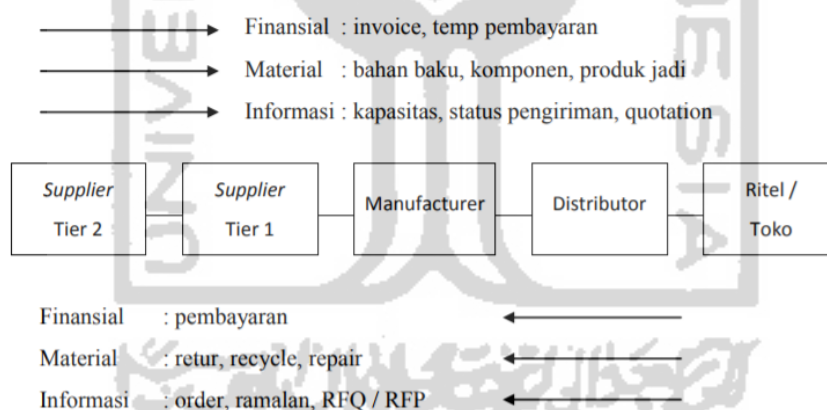 Finansial : invoice, temp pembayaran
Material : bahan baku, komponen, produk jadi
Informasi : kapasitas, status pengiriman, quotation
Supplier Tier 2
Supplier Tier 1
Manufacturer
Distributor
Ritel / Toko
Finansial : pembayaran
Material : retur, recycle, repair
Informasi : order, ramalan, RFQ / RFP